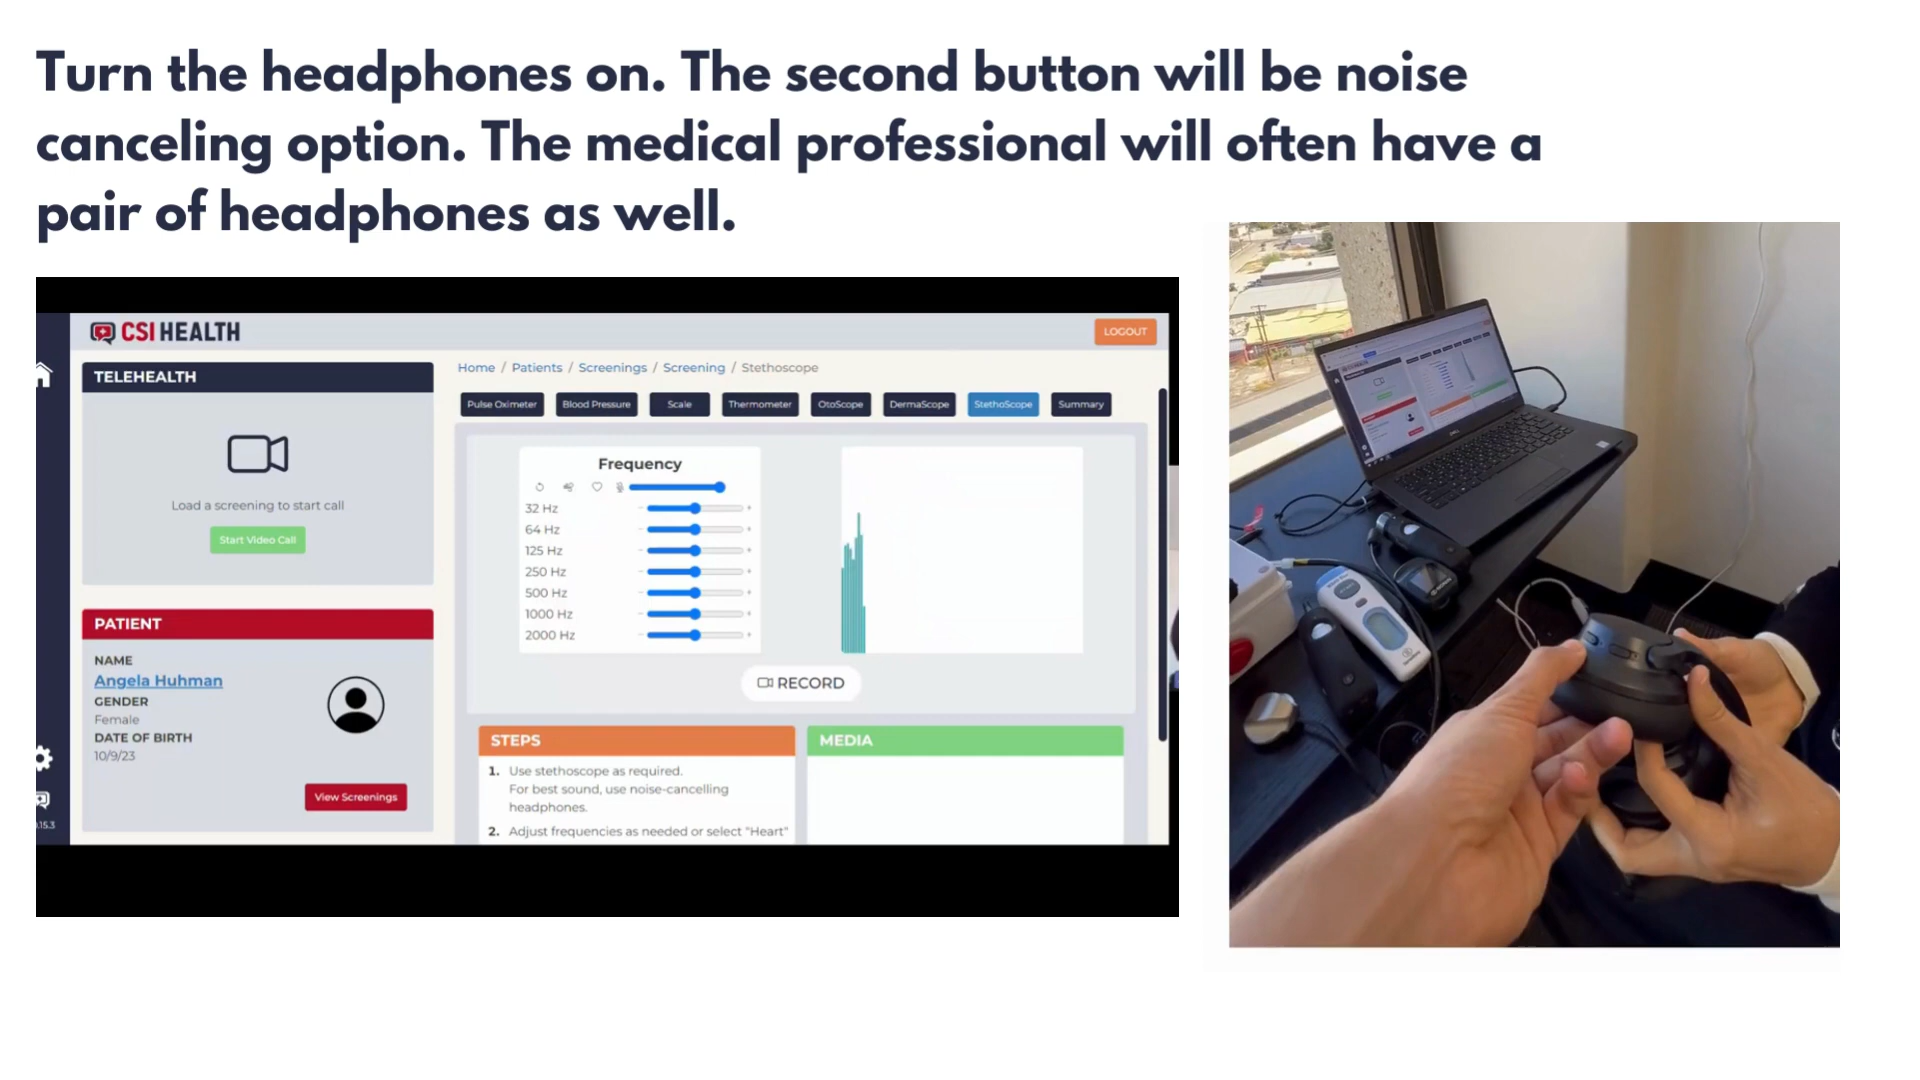 Turn the headphones on. The second button will be noise
canceling option. The medical professional will often have a
pair of headphones as well.
CSI HEALTH
LOGOUT
TELEHEALTH
Load a screening to start call
Start Video Call
PATIENT
NAME
Angela Huhman
GENDER
Female
DATE OF BIRTH
10/9/23
View Screenings
.15.3
Home / Patients / Screenings / Screening / Stethoscope
Pulse Oximeter Blood Pressure Scale Thermometer OtoScope DermaScope StethoScope Summary
Frequency
32 Hz
64 Hz
125 Hz
250 Hz
500 Hz
1000 Hz
2000 Hz
RECORD
STEPS
1. Use stethoscope as required.
For best sound, use noise-cancelling
headphones.
2. Adjust frequencies as needed or select "Heart"
MEDIA